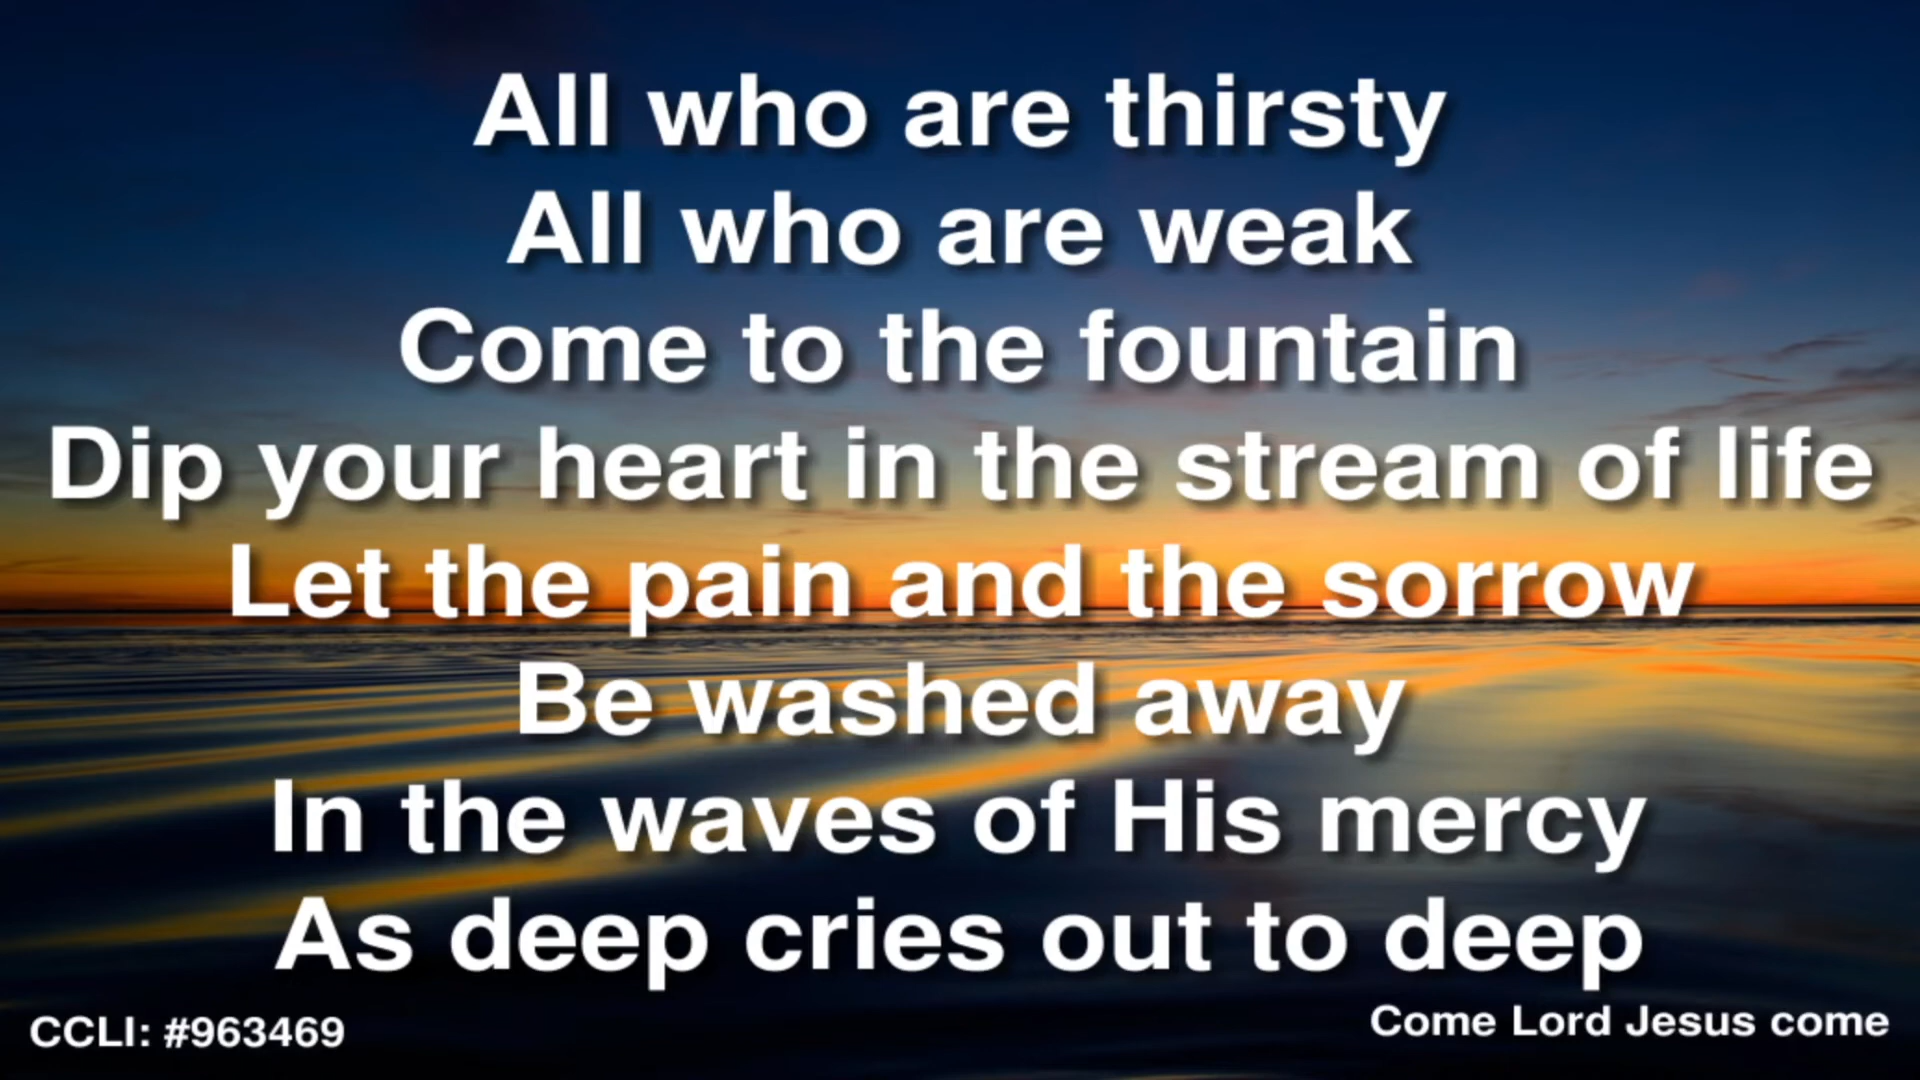 All who are thirsty
All who are weak
Come to the fountain
Dip your heart in the stream of life
Let the pain and the sorrow
Be washed away
In the waves of His mercy
As deep cries out to deep
CCLI: #963469
Come Lord Jesus come